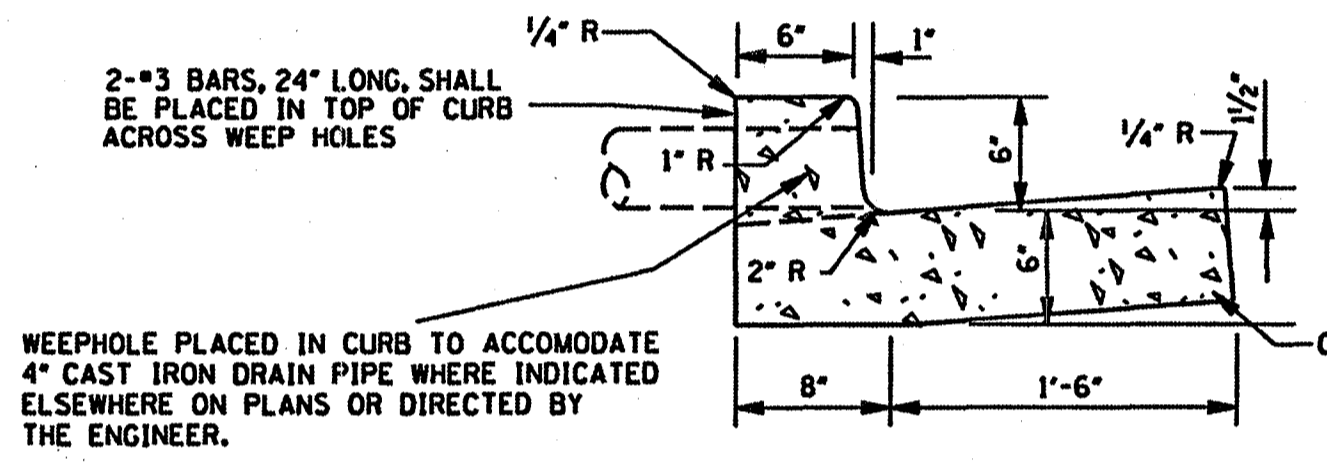 1/4" R
6"
1"
2-#3 BARS, 24" LONG, SHALL
BE PLACED IN TOP OF CURB
ACROSS WEEP HOLES
1" R
6"
1/4" R
1 1/2"
2" R
6"
WEEPHOLE PLACED IN CURB TO ACCOMODATE
4" CAST IRON DRAIN PIPE WHERE INDICATED
ELSEWHERE ON PLANS OR DIRECTED BY
THE ENGINEER.
8"
1'-6"